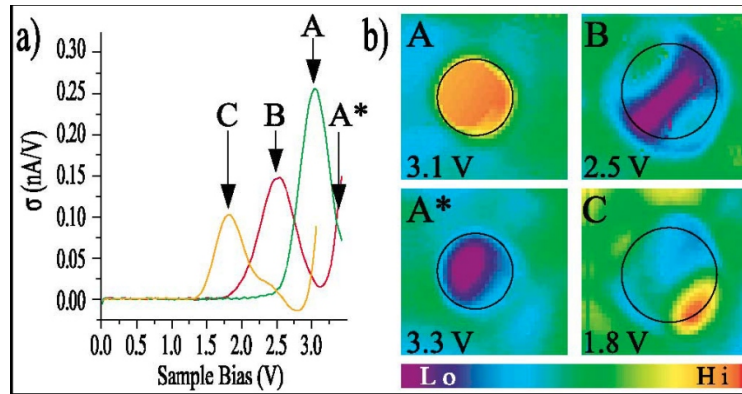 a)
σ (nA/V)
0.30
0.25
0.20
0.15
0.10
0.05
0.00
0.0 0.5 1.0 1.5 2.0 2.5 3.0
Sample Bias (V)
C B A A*
b)
A
3.1 V
B
2.5 V
A*
3.3 V
C
1.8 V
Lo Hi